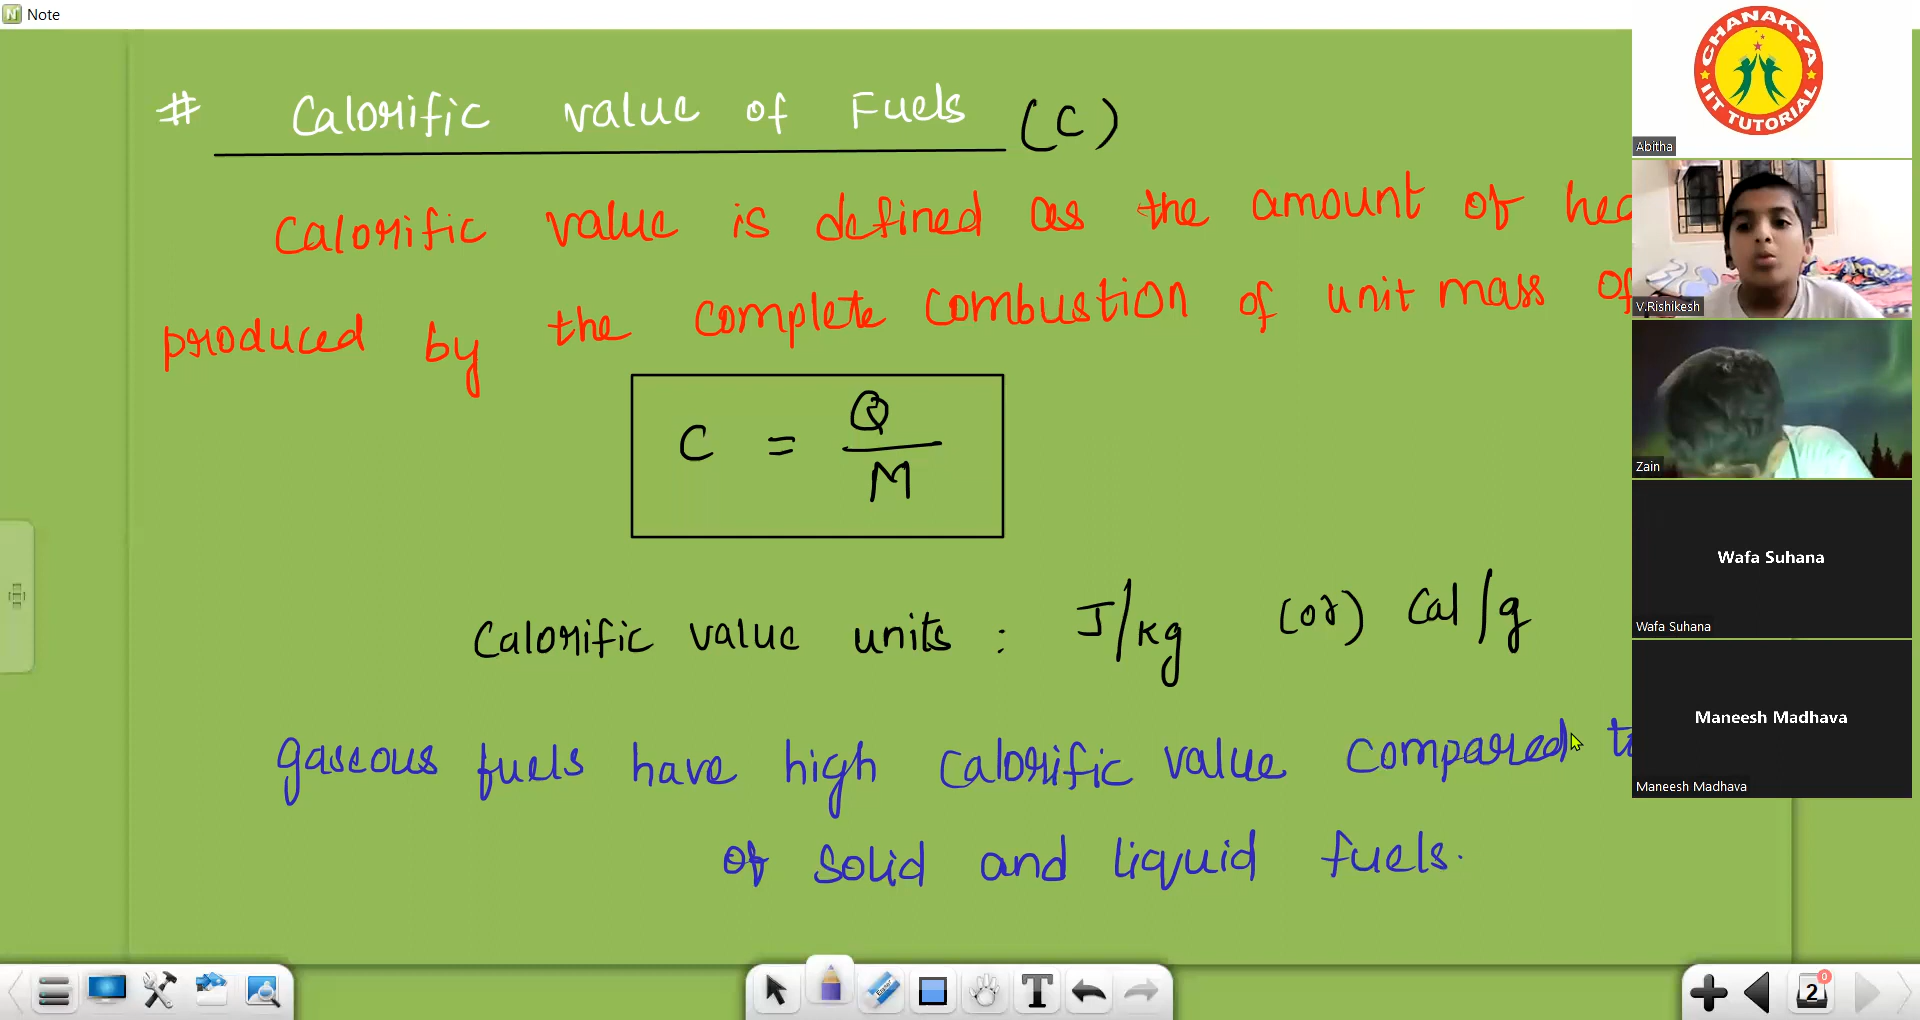 Note
# Calorific value of Fuels (C)
Calorific value is defined as the amount of
produced by the complete combustion of unit mass of
C = Q / M
Calorific value units : J/kg (or) Cal/g
gaseous fuels have high calorific value compared
of solid and liquid fuels.
CHANAKYA
IIT TUTORIAL
Abitha
V.Rishikesh
Zain
Wafa Suhana
Wafa Suhana
Maneesh Madhava
Maneesh Madhava
Eraser
T
2
0